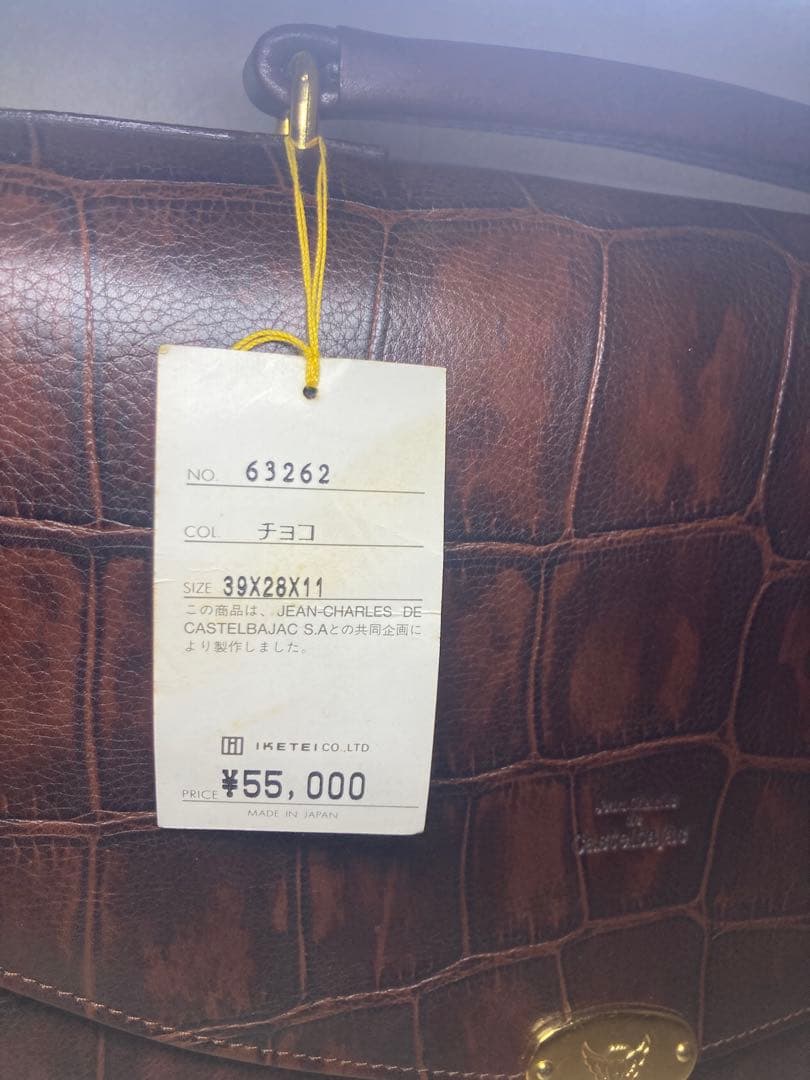 NO. 63262
COL. チョコ
SIZE 39X28X11
この商品は、JEAN-CHARLES DE
CASTELBAJAC S.Aとの共同企画に
より製作しました。
IKETEI CO.,LTD
PRICE ¥55,000
MADE IN JAPAN
de
Castelbajac